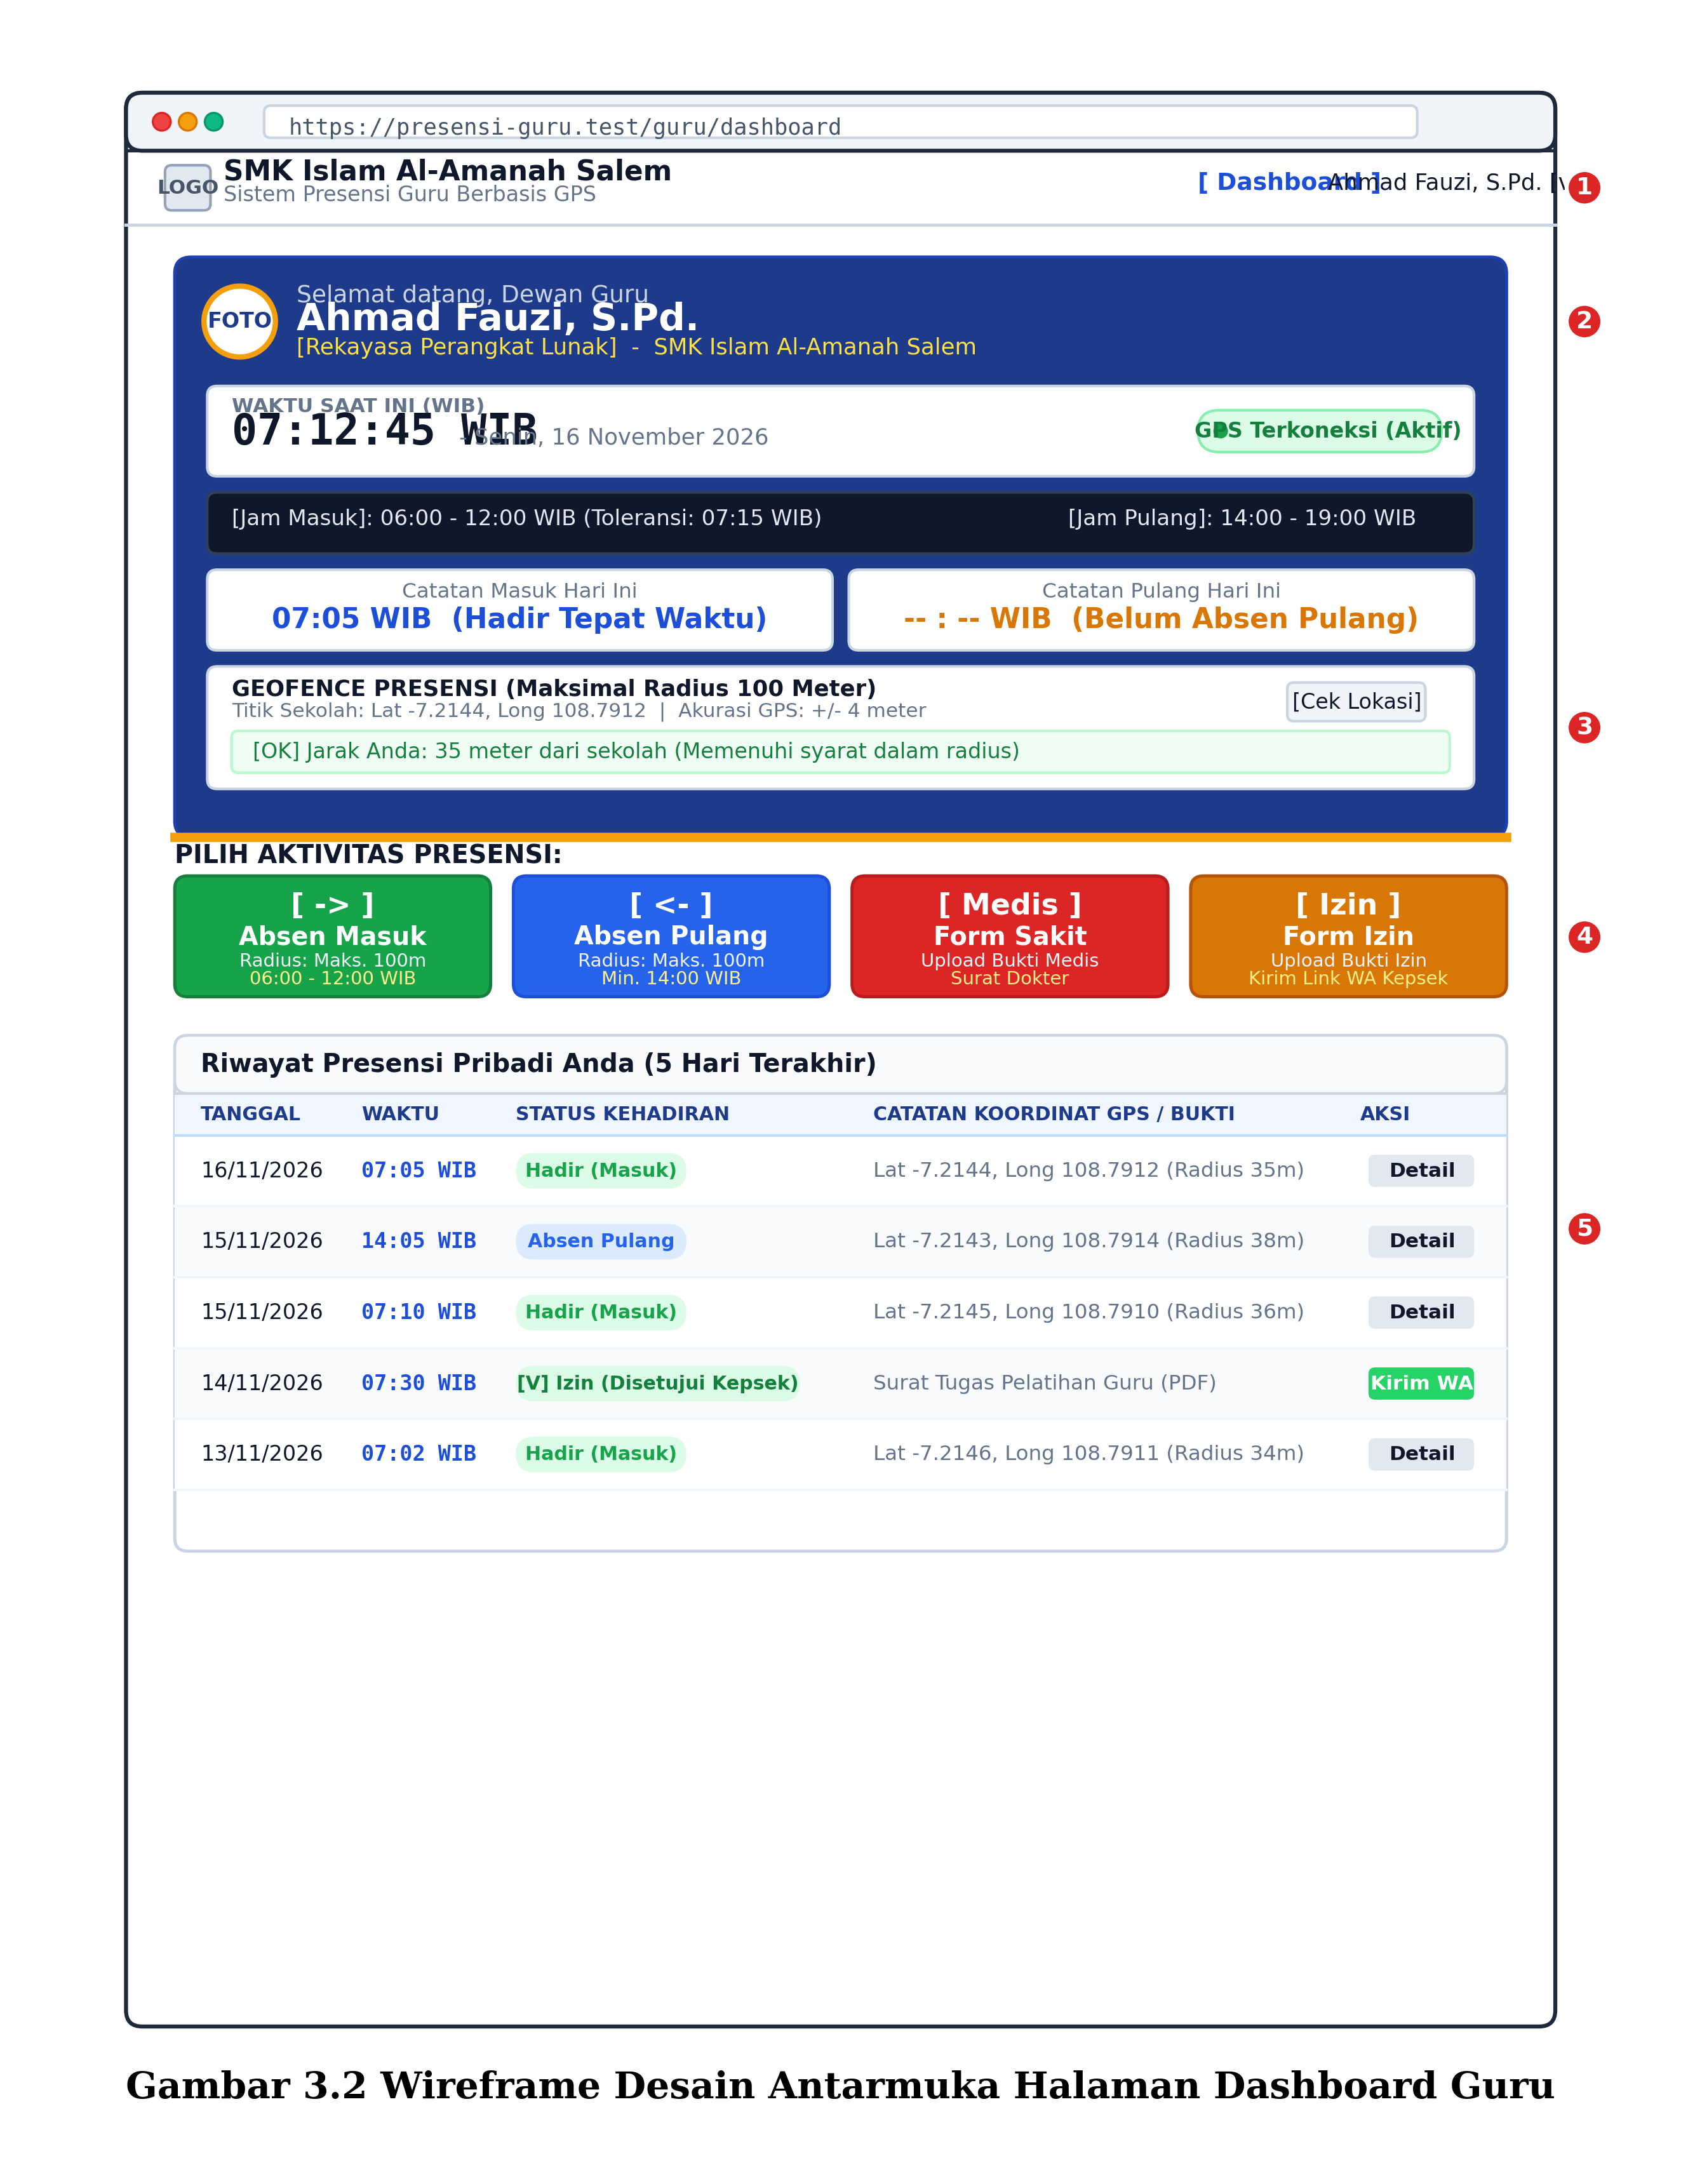 https://presensi-guru.test/guru/dashboard
LOGO
SMK Islam Al-Amanah Salem
Sistem Presensi Guru Berbasis GPS
[ Dashboard ]
Ahmad Fauzi, S.Pd. [v
1
FOTO
Selamat datang, Dewan Guru
Ahmad Fauzi, S.Pd.
[Rekayasa Perangkat Lunak] - SMK Islam Al-Amanah Salem
2
WAKTU SAAT INI (WIB)
07:12:45 WIB
- Senin, 16 November 2026
GPS Terkoneksi (Aktif)
[Jam Masuk]: 06:00 - 12:00 WIB (Toleransi: 07:15 WIB)
[Jam Pulang]: 14:00 - 19:00 WIB
Catatan Masuk Hari Ini
07:05 WIB (Hadir Tepat Waktu)
Catatan Pulang Hari Ini
-- : -- WIB (Belum Absen Pulang)
GEOFENCE PRESENSI (Maksimal Radius 100 Meter)
Titik Sekolah: Lat -7.2144, Long 108.7912 | Akurasi GPS: +/- 4 meter
[Cek Lokasi]
[OK] Jarak Anda: 35 meter dari sekolah (Memenuhi syarat dalam radius)
3
PILIH AKTIVITAS PRESENSI:
[ -> ]
Absen Masuk
Radius: Maks. 100m
06:00 - 12:00 WIB
[ <- ]
Absen Pulang
Radius: Maks. 100m
Min. 14:00 WIB
[ Medis ]
Form Sakit
Upload Bukti Medis
Surat Dokter
[ Izin ]
Form Izin
Upload Bukti Izin
Kirim Link WA Kepsek
4
Riwayat Presensi Pribadi Anda (5 Hari Terakhir)
TANGGAL WAKTU STATUS KEHADIRAN CATATAN KOORDINAT GPS / BUKTI AKSI
16/11/2026 07:05 WIB Hadir (Masuk) Lat -7.2144, Long 108.7912 (Radius 35m) Detail
15/11/2026 14:05 WIB Absen Pulang Lat -7.2143, Long 108.7914 (Radius 38m) Detail
5
15/11/2026 07:10 WIB Hadir (Masuk) Lat -7.2145, Long 108.7910 (Radius 36m) Detail
14/11/2026 07:30 WIB [V] Izin (Disetujui Kepsek) Surat Tugas Pelatihan Guru (PDF) Kirim WA
13/11/2026 07:02 WIB Hadir (Masuk) Lat -7.2146, Long 108.7911 (Radius 34m) Detail
Gambar 3.2 Wireframe Desain Antarmuka Halaman Dashboard Guru